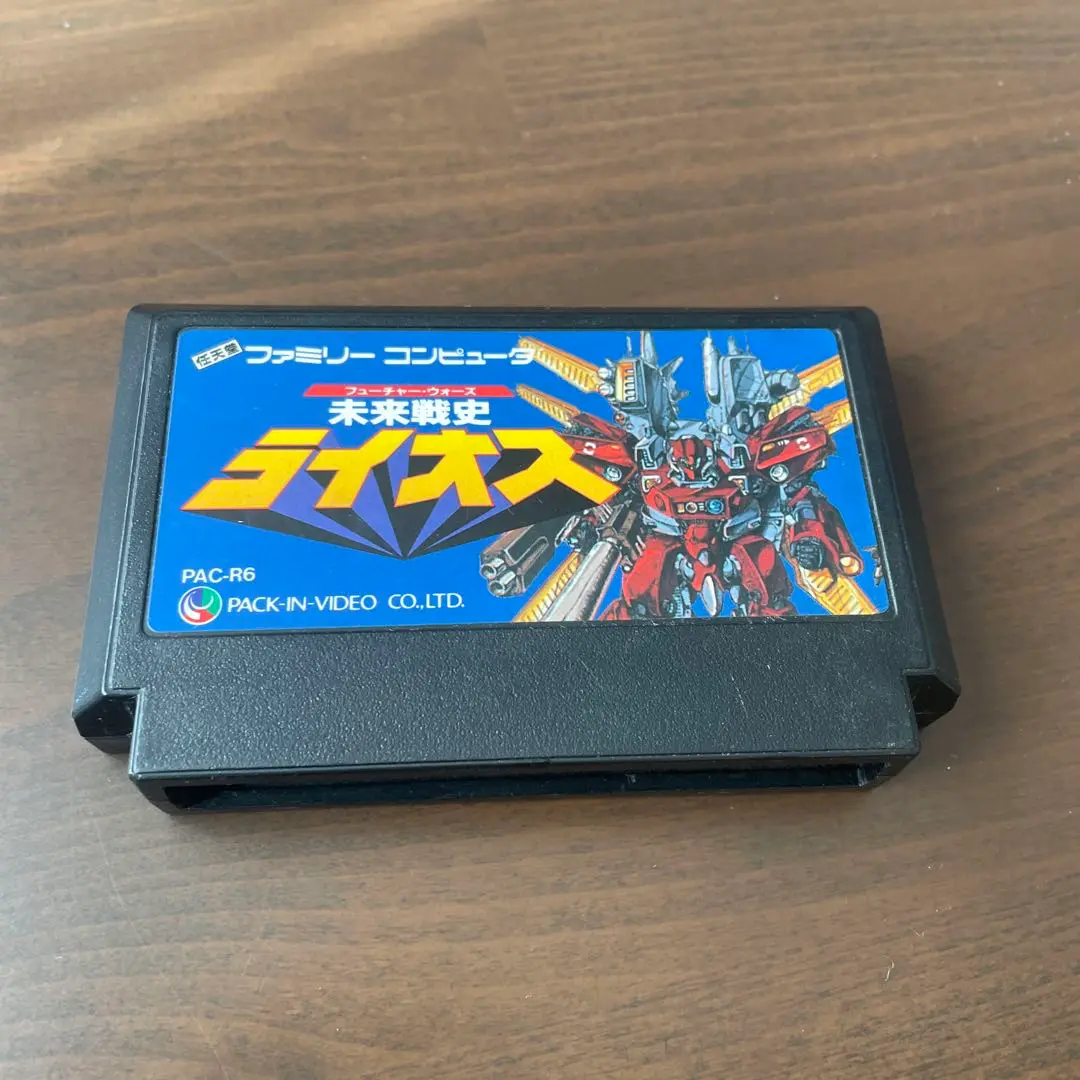 任天堂 ファミリー コンピュータ
フューチャー・ウォーズ
未来戦史
ライオス
PAC-R6
PACK-IN-VIDEO CO.,LTD.